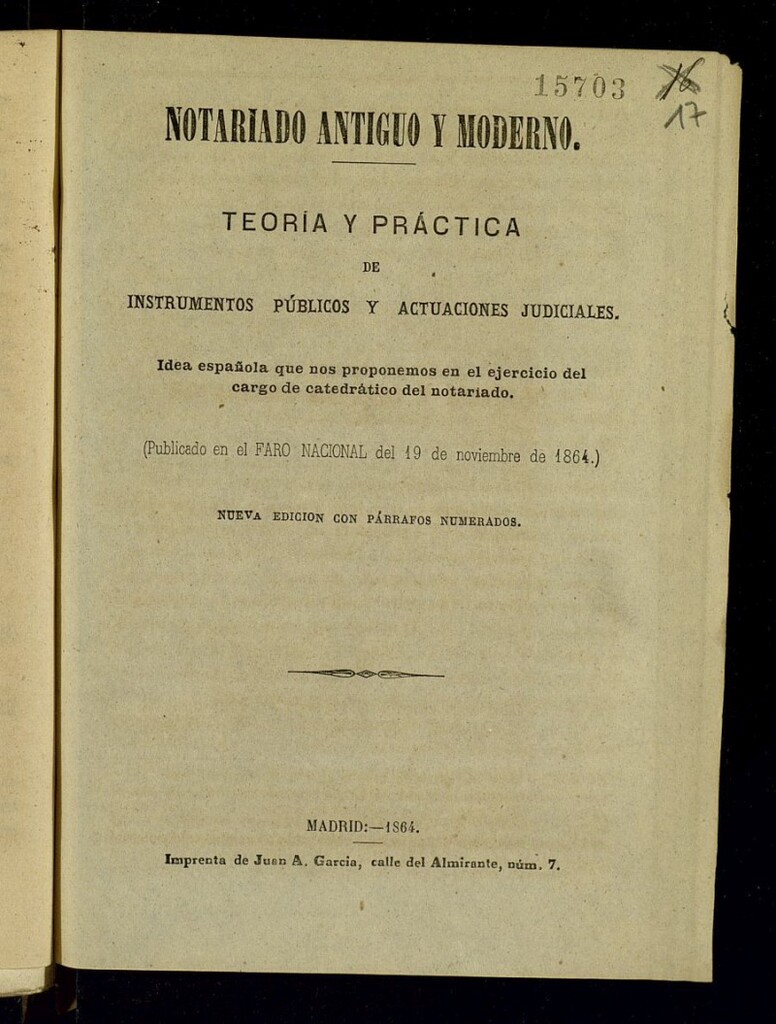 15703 16
17
NOTARIADO ANTIGUO Y MODERNO.
TEORÍA Y PRÁCTICA
DE
INSTRUMENTOS PÚBLICOS Y ACTUACIONES JUDICIALES.
Idea española que nos proponemos en el ejercicio del
cargo de catedrático del notariado.
(Publicado en el FARO NACIONAL del 19 de noviembre de 1864.)
NUEVA EDICION CON PÁRRAFOS NUMERADOS.
MADRID:—1864.
Imprenta de Juan A. García, calle del Almirante, núm. 7.